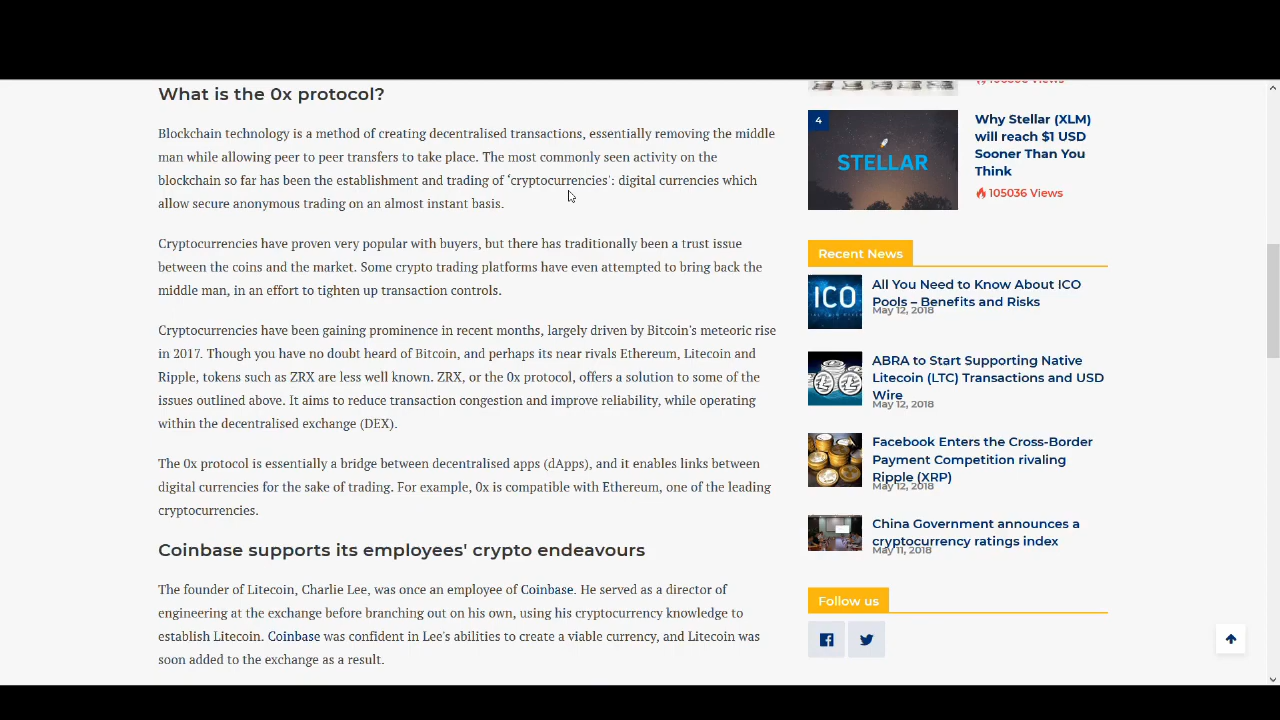 What is the 0x protocol?
Blockchain technology is a method of creating decentralised transactions, essentially removing the middle
man while allowing peer to peer transfers to take place. The most commonly seen activity on the
blockchain so far has been the establishment and trading of ‘cryptocurrencies’: digital currencies which
allow secure anonymous trading on an almost instant basis.
Cryptocurrencies have proven very popular with buyers, but there has traditionally been a trust issue
between the coins and the market. Some crypto trading platforms have even attempted to bring back the
middle man, in an effort to tighten up transaction controls.
Cryptocurrencies have been gaining prominence in recent months, largely driven by Bitcoin's meteoric rise
in 2017. Though you have no doubt heard of Bitcoin, and perhaps its near rivals Ethereum, Litecoin and
Ripple, tokens such as ZRX are less well known. ZRX, or the 0x protocol, offers a solution to some of the
issues outlined above. It aims to reduce transaction congestion and improve reliability, while operating
within the decentralised exchange (DEX).
The 0x protocol is essentially a bridge between decentralised apps (dApps), and it enables links between
digital currencies for the sake of trading. For example, 0x is compatible with Ethereum, one of the leading
cryptocurrencies.
Coinbase supports its employees' crypto endeavours
The founder of Litecoin, Charlie Lee, was once an employee of Coinbase. He served as a director of
engineering at the exchange before branching out on his own, using his cryptocurrency knowledge to
establish Litecoin. Coinbase was confident in Lee's abilities to create a viable currency, and Litecoin was
soon added to the exchange as a result.
4
STELLAR
Why Stellar (XLM)
will reach $1 USD
Sooner Than You
Think
105036 Views
Recent News
ICO
All You Need to Know About ICO
Pools – Benefits and Risks
May 12, 2018
ABRA to Start Supporting Native
Litecoin (LTC) Transactions and USD
Wire
May 12, 2018
Facebook Enters the Cross-Border
Payment Competition rivaling
Ripple (XRP)
May 12, 2018
China Government announces a
cryptocurrency ratings index
May 11, 2018
Follow us